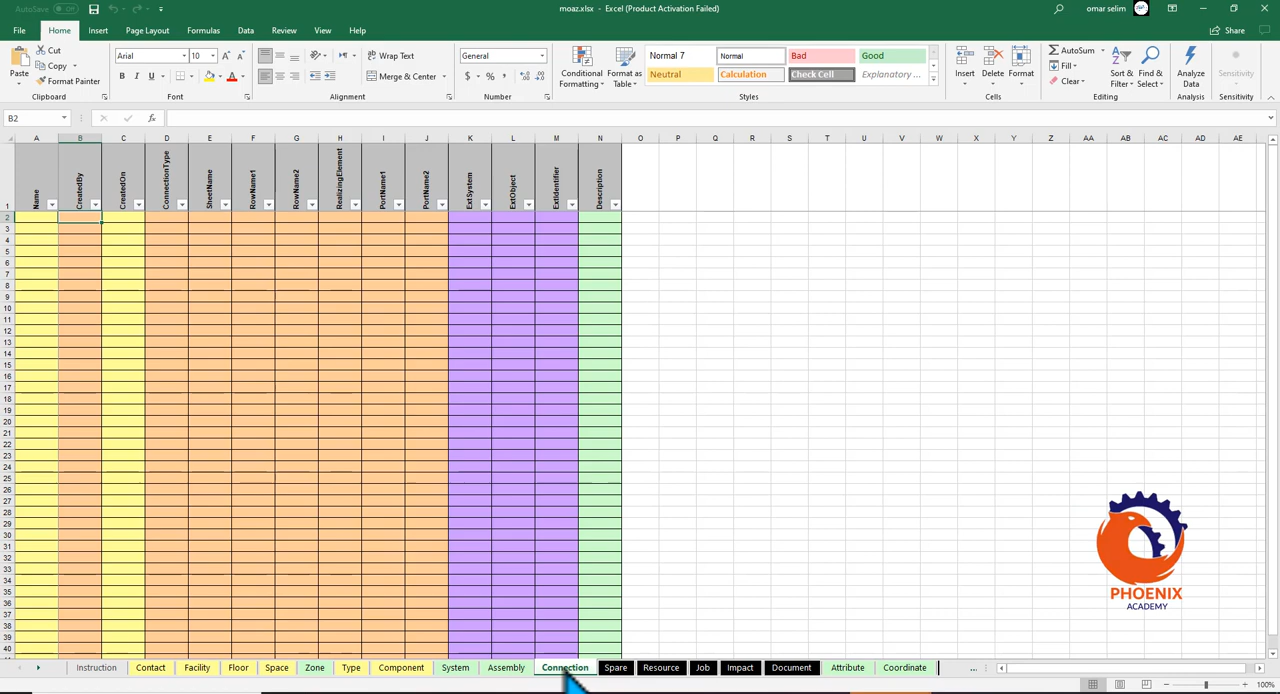 AutoSave Off
moaz.xlsx - Excel (Product Activation Failed)
omar selim
File Home Insert Page Layout Formulas Data Review View Help
Share
Paste
Cut
Copy
Format Painter
Clipboard
Arial 10
B I U
Font
Wrap Text
Merge & Center
Alignment
General
$ % ,
Number
Conditional Formatting
Format as Table
Normal 7 Normal Bad Good
Neutral Calculation Check Cell Explanatory ...
Styles
Insert Delete Format
Cells
AutoSum
Fill
Clear
Sort & Filter
Find & Select
Editing
Analyze Data
Analysis
Sensitivity
Sensitivity
B2
fx
A B C D E F G H I J K L M N O P Q R S T U V W X Y Z AA AB AC AD AE
1 Name CreatedBy CreatedOn ConnectionType SheetName RowName1 RowName2 RealizingElement PortName1 PortName2 ExtSystem ExtObject ExtIdentifier Description
2
3
4
5
6
7
8
9
10
11
12
13
14
15
16
17
18
19
20
21
22
23
24
25
26
27
28
29
30
31
32
33
34
35
36
37
38
39
40
PHOENIX
ACADEMY
Instruction Contact Facility Floor Space Zone Type Component System Assembly Connection Spare Resource Job Impact Document Attribute Coordinate ...
100%